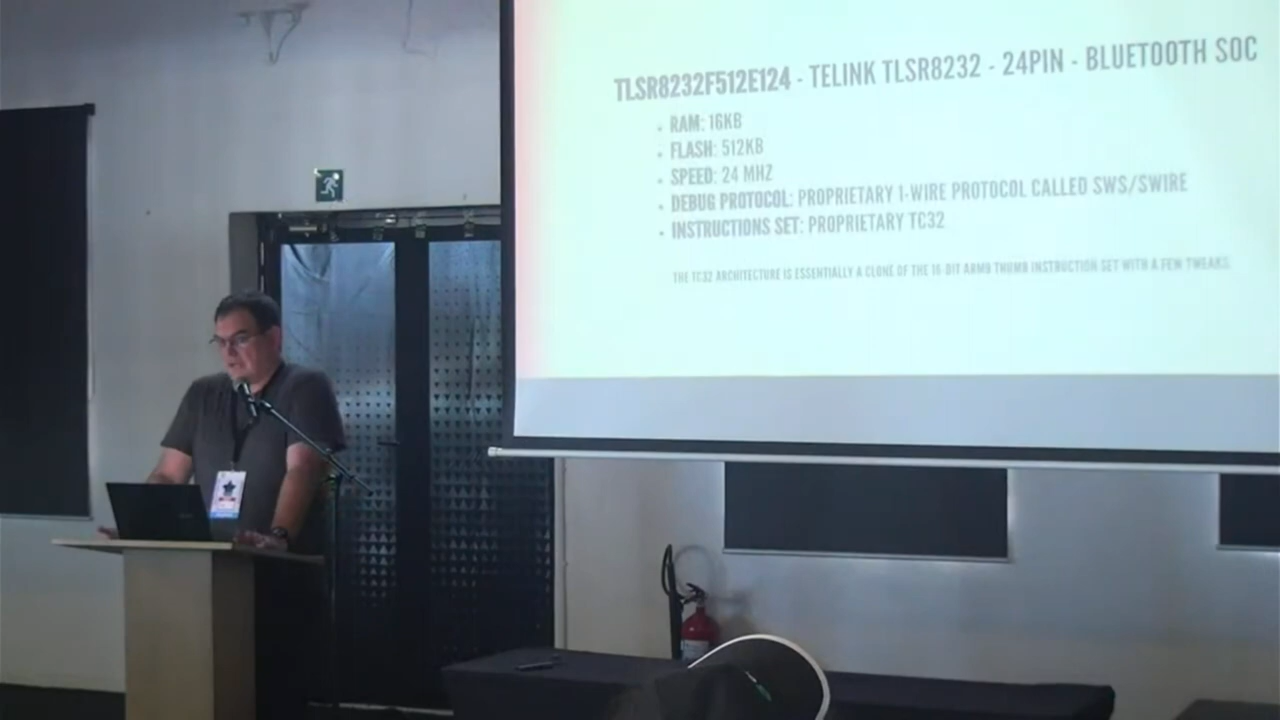 TLSR8232F512E124 - TELINK TLSR8232 - 24PIN - BLUETOOTH SOC
• RAM: 16KB
• FLASH: 512KB
• SPEED: 24 MHZ
• DEBUG PROTOCOL: PROPRIETARY 1-WIRE PROTOCOL CALLED SWS/SWIRE
• INSTRUCTIONS SET: PROPRIETARY TC32
THE TC32 ARCHITECTURE IS ESSENTIALLY A CLONE OF THE 16-BIT ARM9 THUMB INSTRUCTION SET WITH A FEW TWEAKS.